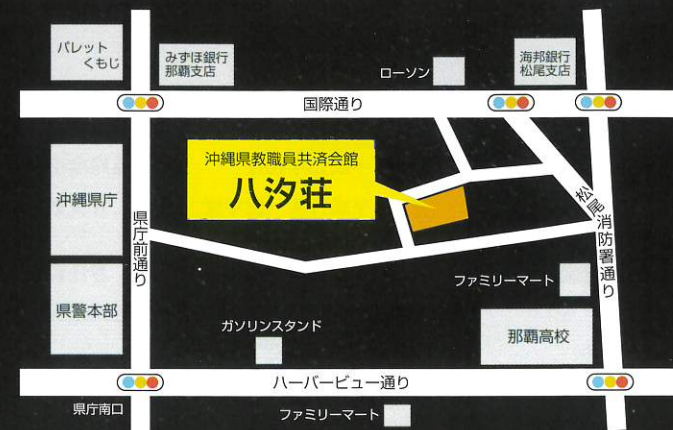 パレット
くもじ
みずほ銀行
那覇支店
ローソン
海邦銀行
松尾支店
国際通り
沖縄県教職員共済会館
八汐荘
沖縄県庁
県庁前通り
松尾
消防署通り
ファミリーマート
県警本部
ガソリンスタンド
那覇高校
ハーバービュー通り
県庁南口
ファミリーマート